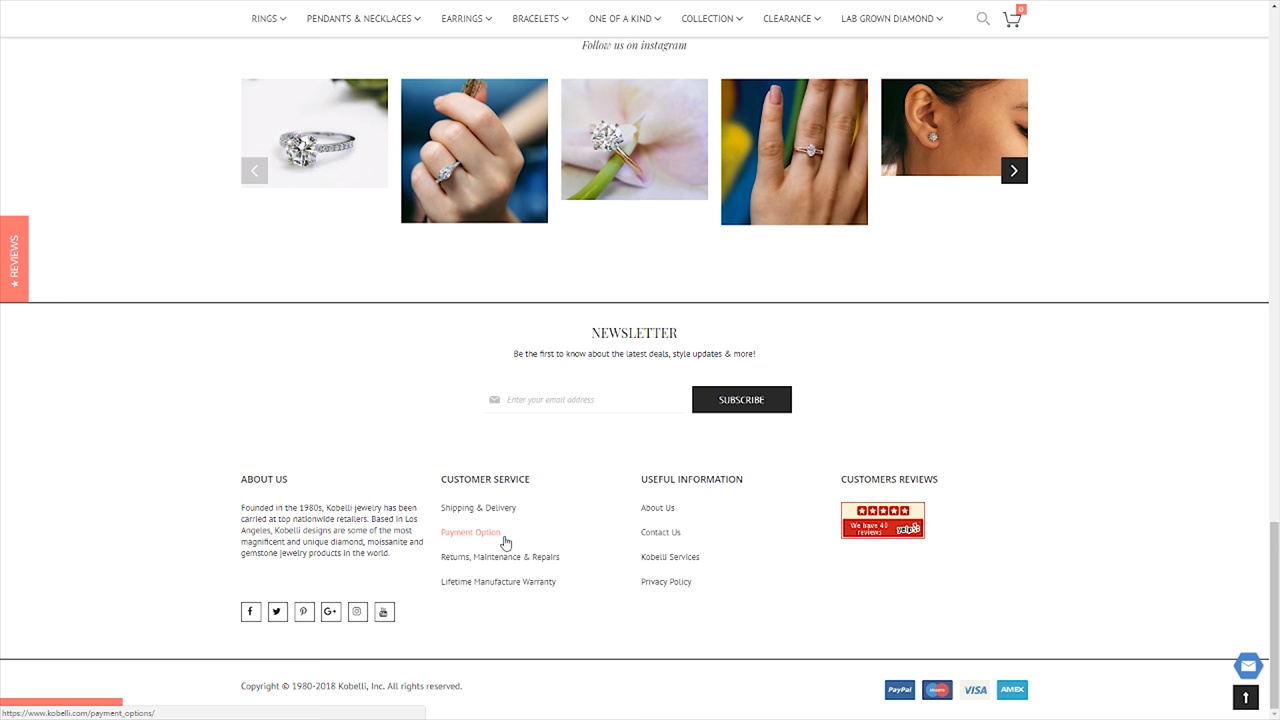 RINGS PENDANTS & NECKLACES EARRINGS BRACELETS ONE OF A KIND COLLECTION CLEARANCE LAB GROWN DIAMOND 0
Follow us on instagram
★ REVIEWS
NEWSLETTER
Be the first to know about the latest deals, style updates & more!
Enter your email address SUBSCRIBE
ABOUT US
Founded in the 1980s, Kobelli jewelry has been
carried at top nationwide retailers. Based in Los
Angeles, Kobelli designs are some of the most
magnificent and unique diamond, moissanite and
gemstone jewelry products in the world.
CUSTOMER SERVICE
Shipping & Delivery
Payment Option
Returns, Maintenance & Repairs
Lifetime Manufacture Warranty
USEFUL INFORMATION
About Us
Contact Us
Kobelli Services
Privacy Policy
CUSTOMERS REVIEWS
We have 40
reviews
yelp
f G+ You
Copyright © 1980-2018 Kobelli, Inc. All rights reserved.
PayPal VISA AMEX
https://www.kobelli.com/payment_options/